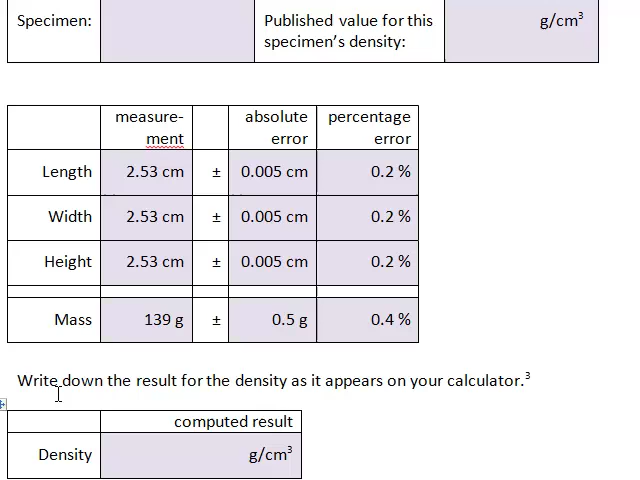 Specimen: Published value for this specimen's density: g/cm³
measure-ment absolute error percentage error
Length 2.53 cm ± 0.005 cm 0.2 %
Width 2.53 cm ± 0.005 cm 0.2 %
Height 2.53 cm ± 0.005 cm 0.2 %
Mass 139 g ± 0.5 g 0.4 %
Write down the result for the density as it appears on your calculator.³
computed result
Density g/cm³